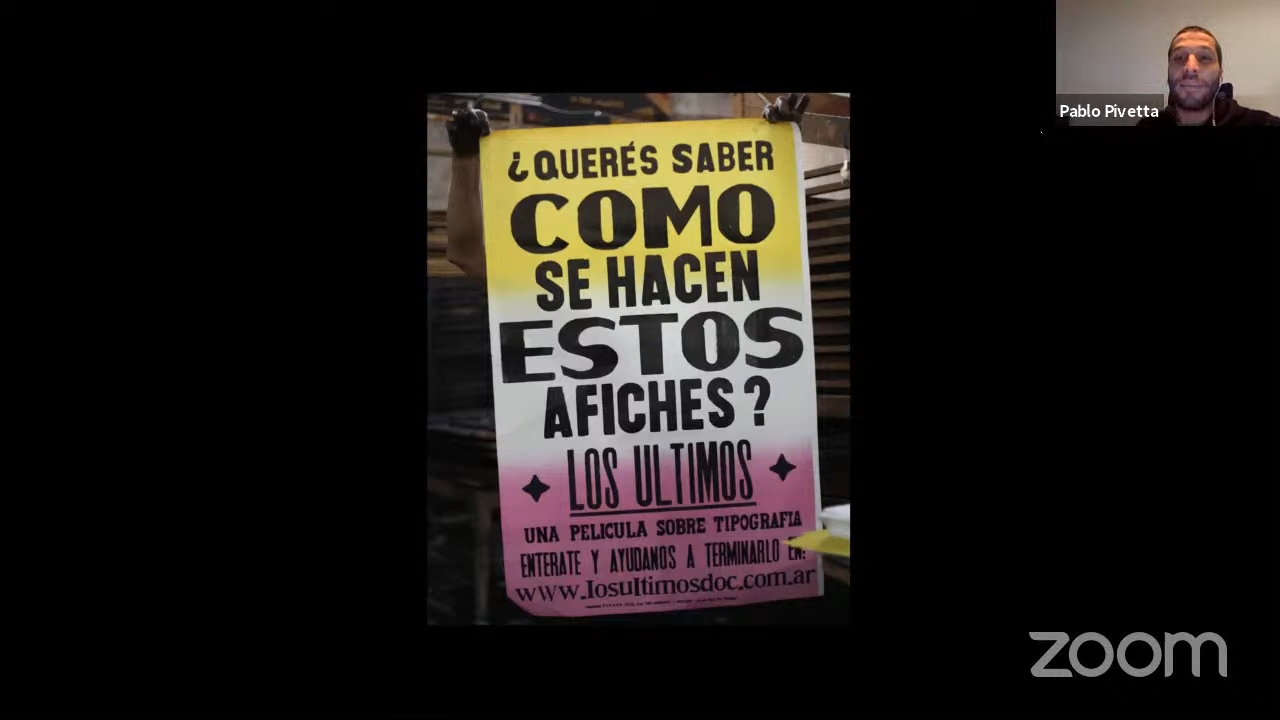 ¿QUERÉS SABER
COMO
SE HACEN
ESTOS
AFICHES?
LOS ULTIMOS
UNA PELICULA SOBRE TIPOGRAFIA
ENTERATE Y AYUDANOS A TERMINARLO EN:
www.losultimosdoc.com.ar
Pablo Pivetta
zoom